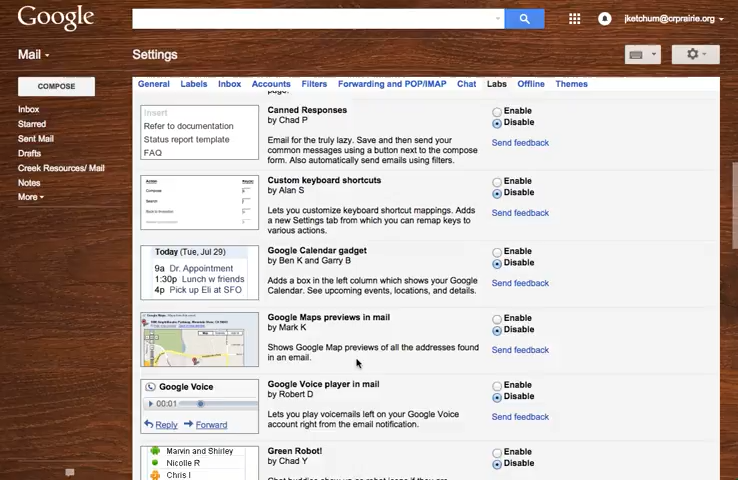 Google
jketchum@crprairie.org
Mail
Settings
COMPOSE
General Labels Inbox Accounts Filters Forwarding and POP/IMAP Chat Labs Offline Themes
Inbox
Starred
Sent Mail
Drafts
Creek Resources/ Mail
Notes
More
page.
Insert
Refer to documentation
Status report template
FAQ
Canned Responses
by Chad P
Email for the truly lazy. Save and then send your
common messages using a button next to the compose
form. Also automatically send emails using filters.
Enable
Disable
Send feedback
Action
Compose
Search
Custom keyboard shortcuts
by Alan S
Lets you customize keyboard shortcut mappings. Adds
a new Settings tab from which you can remap keys to
various actions.
Enable
Disable
Send feedback
Today (Tue, Jul 29)
9a Dr. Appointment
1:30p Lunch w friends
4p Pick up Eli at SFO
Google Calendar gadget
by Ben K and Garry B
Adds a box in the left column which shows your Google
Calendar. See upcoming events, locations, and details.
Enable
Disable
Send feedback
Google Maps previews in mail
by Mark K
Shows Google Map previews of all the addresses found
in an email.
Enable
Disable
Send feedback
Google Voice
00:01
Reply Forward
Google Voice player in mail
by Robert D
Lets you play voicemails left on your Google Voice
account right from the email notification.
Enable
Disable
Send feedback
Marvin and Shirley
Nicolle R
Chris I
Green Robot!
by Chad Y
Enable
Disable